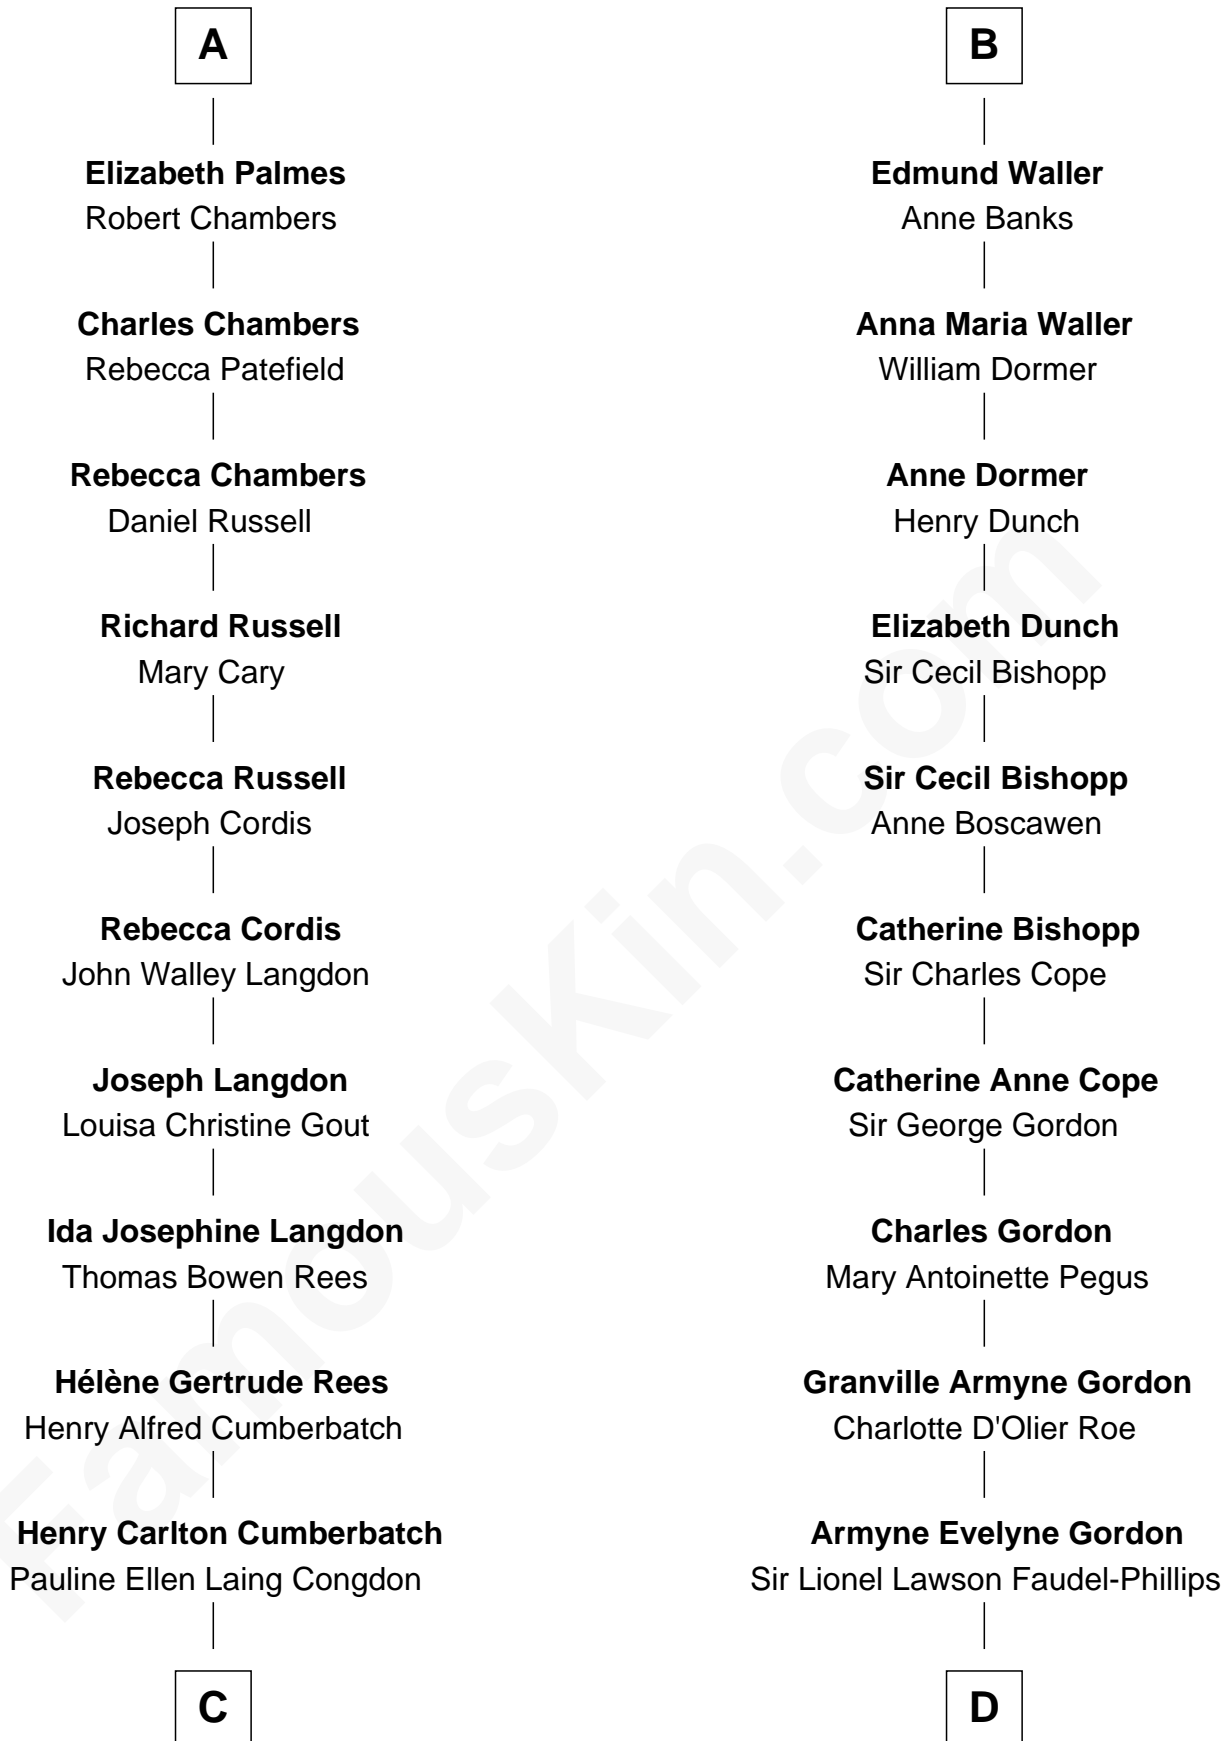 A
Elizabeth Palmes
Robert Chambers
Charles Chambers
Rebecca Patefield
Rebecca Chambers
Daniel Russell
Richard Russell
Mary Cary
Rebecca Russell
Joseph Cordis
Rebecca Cordis
John Walley Langdon
Joseph Langdon
Louisa Christine Gout
Ida Josephine Langdon
Thomas Bowen Rees
Hélène Gertrude Rees
Henry Alfred Cumberbatch
Henry Carlton Cumberbatch
Pauline Ellen Laing Congdon
C
B
Edmund Waller
Anne Banks
Anna Maria Waller
William Dormer
Anne Dormer
Henry Dunch
Elizabeth Dunch
Sir Cecil Bishopp
Sir Cecil Bishopp
Anne Boscawen
Catherine Bishopp
Sir Charles Cope
Catherine Anne Cope
Sir George Gordon
Charles Gordon
Mary Antoinette Pegus
Granville Armyne Gordon
Charlotte D'Olier Roe
Armyne Evelyne Gordon
Sir Lionel Lawson Faudel-Phillips
D
FamousKin.com